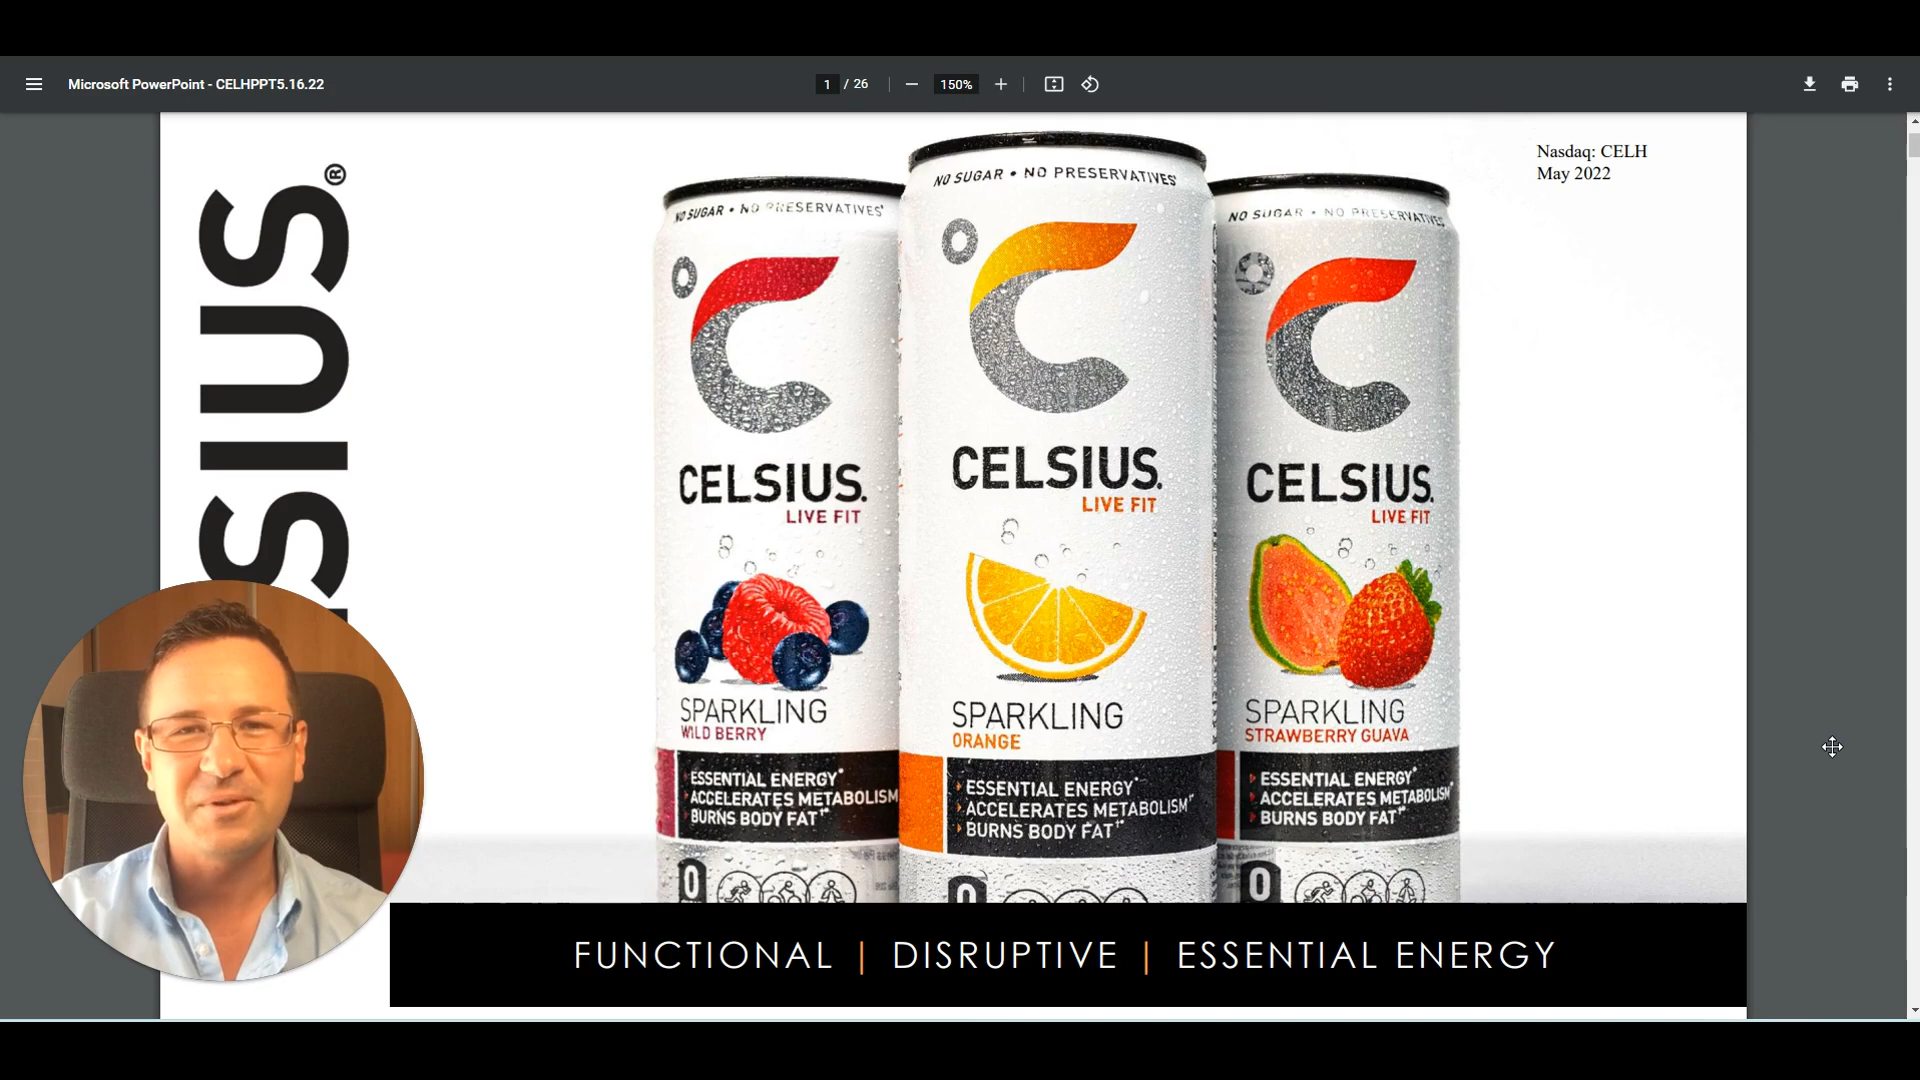 Microsoft PowerPoint - CELHPPT5.16.22
1 / 26
150%
Nasdaq: CELH
May 2022
SIUS®
NO SUGAR • NO PRESERVATIVES*
CELSIUS.
LIVE FIT
SPARKLING
WILD BERRY
ESSENTIAL ENERGY*
ACCELERATES METABOLISM
BURNS BODY FAT*†
0
NO SUGAR • NO PRESERVATIVES*
CELSIUS.
LIVE FIT
SPARKLING
ORANGE
ESSENTIAL ENERGY*
ACCELERATES METABOLISM*†
BURNS BODY FAT*†
0
NO SUGAR • NO PRESERVATIVES*
CELSIUS.
LIVE FIT
SPARKLING
STRAWBERRY GUAVA
ESSENTIAL ENERGY*
ACCELERATES METABOLISM*
BURNS BODY FAT*†
0
FUNCTIONAL | DISRUPTIVE | ESSENTIAL ENERGY